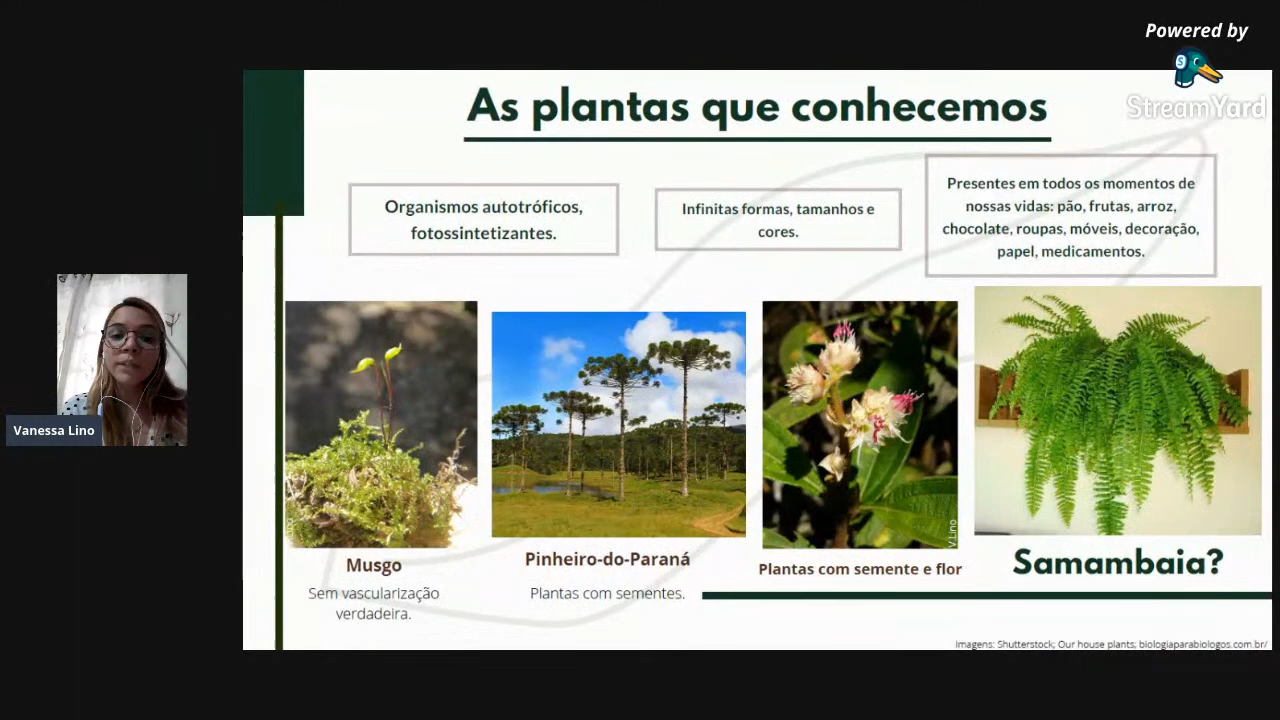 Powered by
StreamYard
As plantas que conhecemos
Organismos autotróficos,
fotossintetizantes.
Infinitas formas, tamanhos e
cores.
Presentes em todos os momentos de
nossas vidas: pão, frutas, arroz,
chocolate, roupas, móveis, decoração,
papel, medicamentos.
Vanessa Lino
V.Lino
Musgo
Sem vascularização
verdadeira.
Pinheiro-do-Paraná
Plantas com sementes.
Plantas com semente e flor
Samambaia?
Imagens: Shutterstock; Our house plants; biologiaparabiologos.com.br/